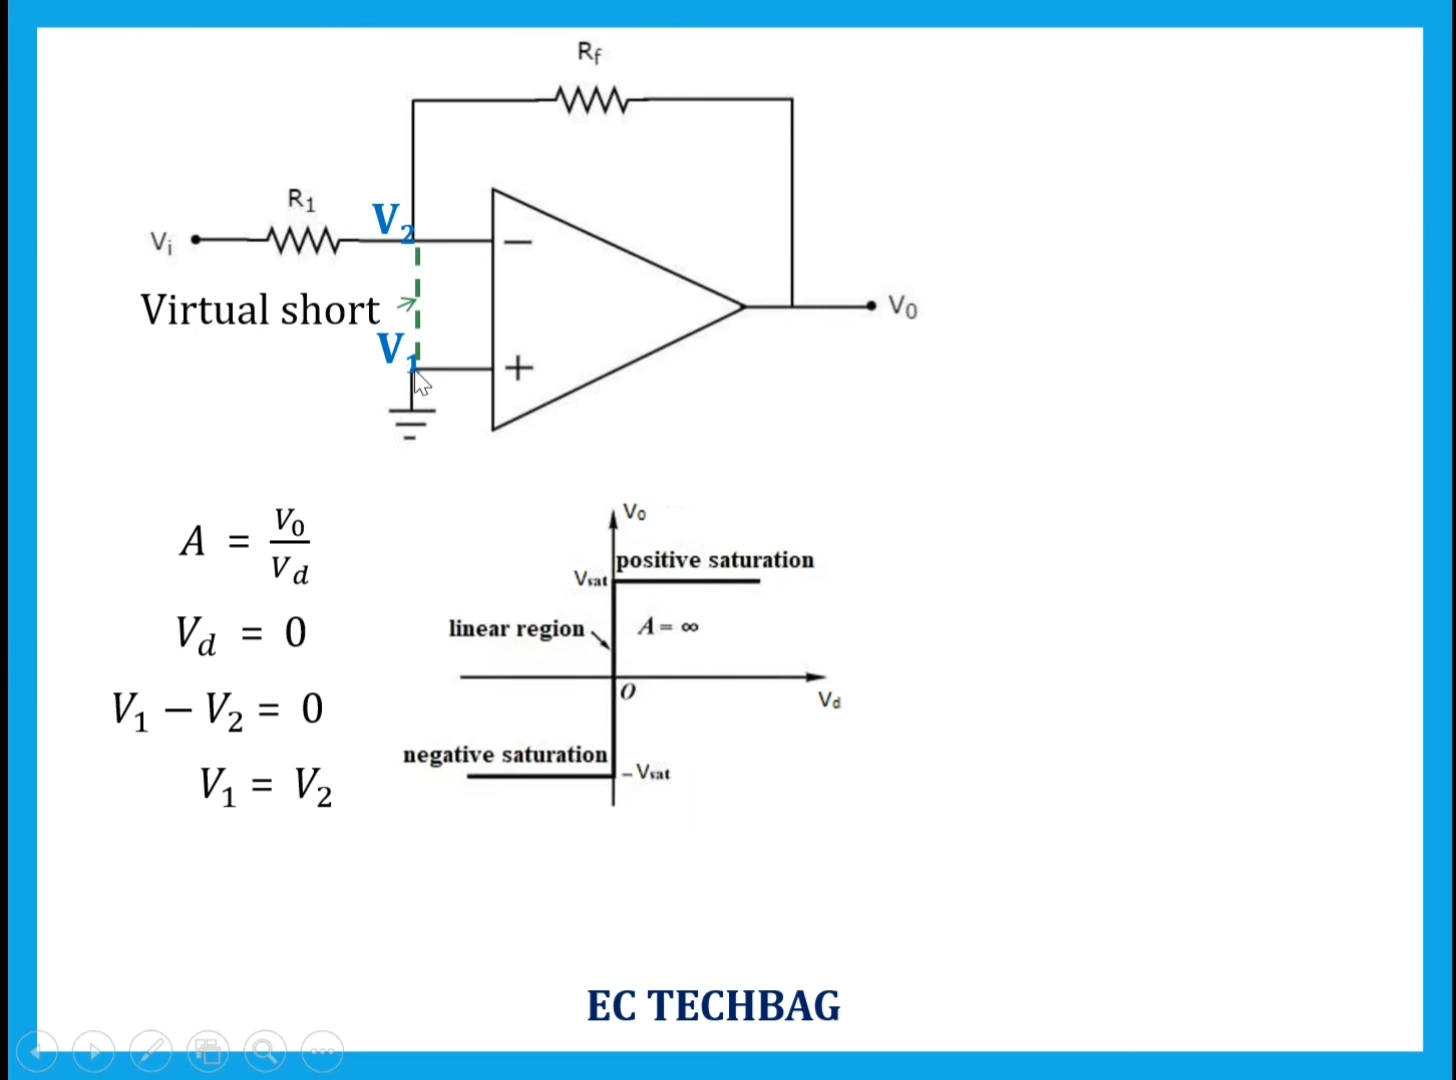 Rf
R1
V2
Vi
Virtual short
V1
−
+
V0
A = V0/Vd
Vd = 0
V1 − V2 = 0
V1 = V2
Vo
positive saturation
Vsat
linear region
A = ∞
O
Vd
negative saturation
−Vsat
EC TECHBAG